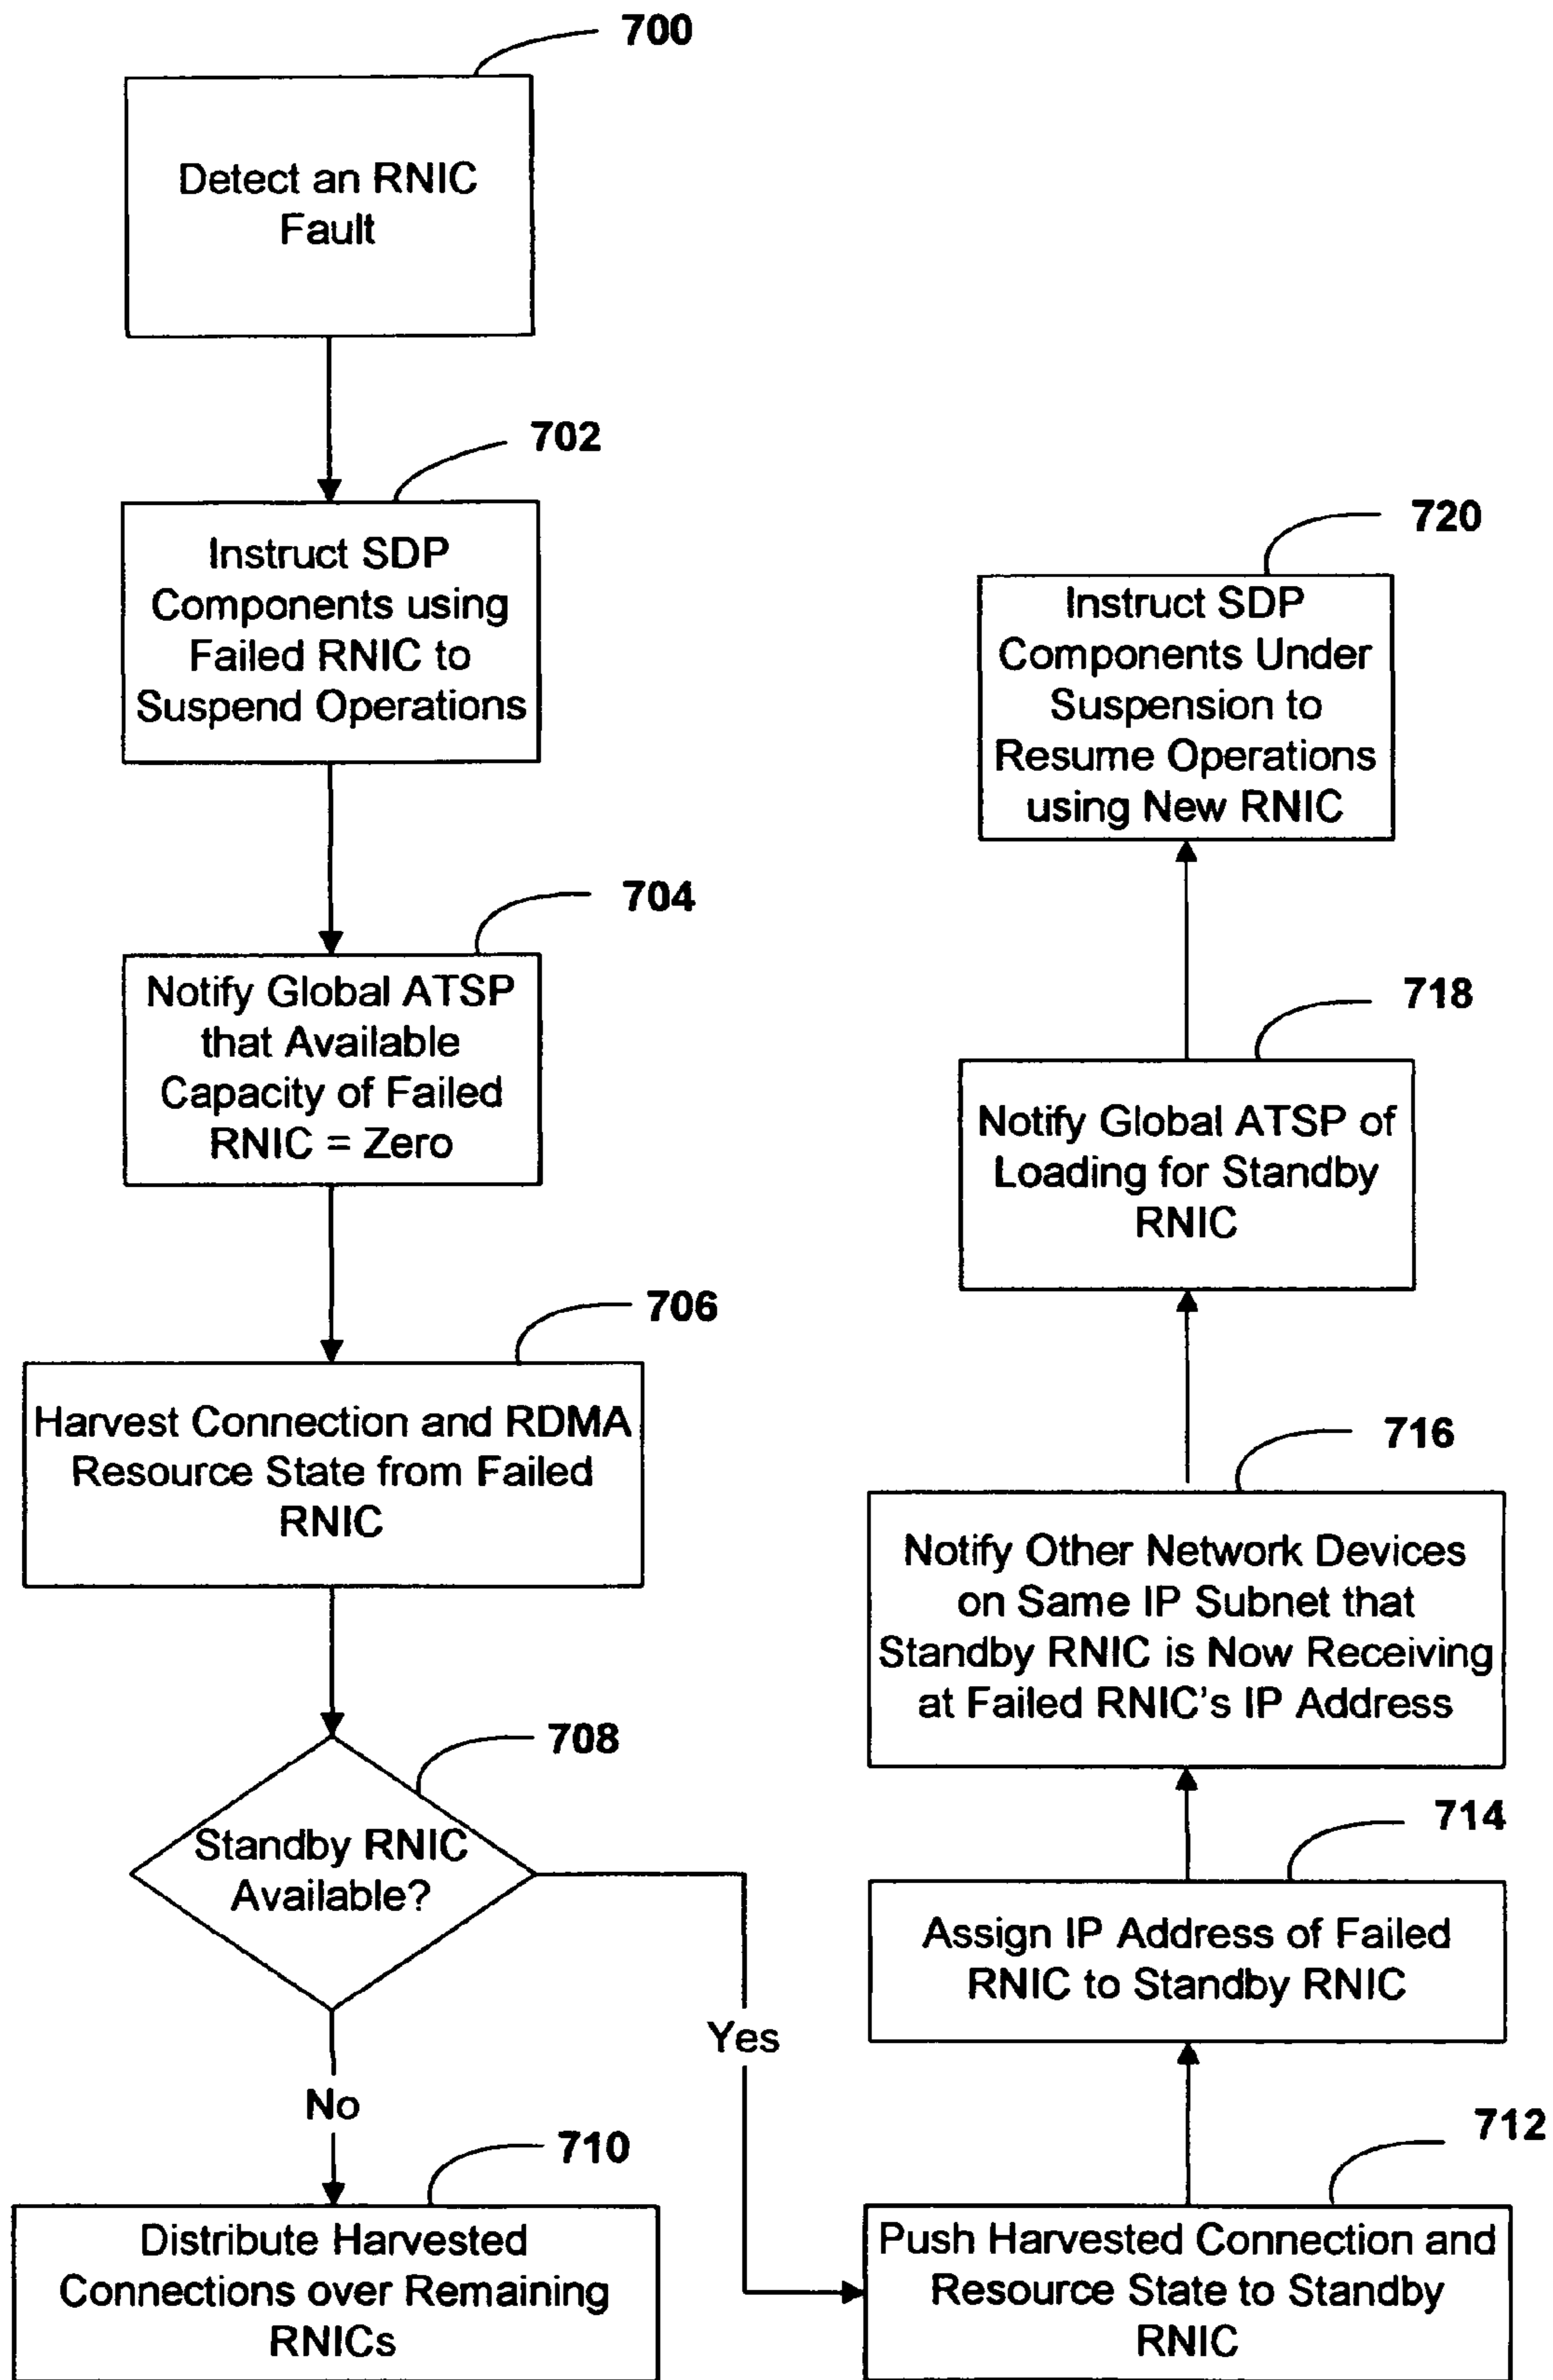 700
Detect an RNIC
Fault
702
Instruct SDP
Components using
Failed RNIC to
Suspend Operations
704
Notify Global ATSP
that Available
Capacity of Failed
RNIC = Zero
706
Harvest Connection and RDMA
Resource State from Failed
RNIC
708
Standby RNIC
Available?
No
Yes
710
Distribute Harvested
Connections over Remaining
RNICs
712
Push Harvested Connection and
Resource State to Standby
RNIC
714
Assign IP Address of Failed
RNIC to Standby RNIC
716
Notify Other Network Devices
on Same IP Subnet that
Standby RNIC is Now Receiving
at Failed RNIC's IP Address
718
Notify Global ATSP of
Loading for Standby
RNIC
720
Instruct SDP
Components Under
Suspension to
Resume Operations
using New RNIC